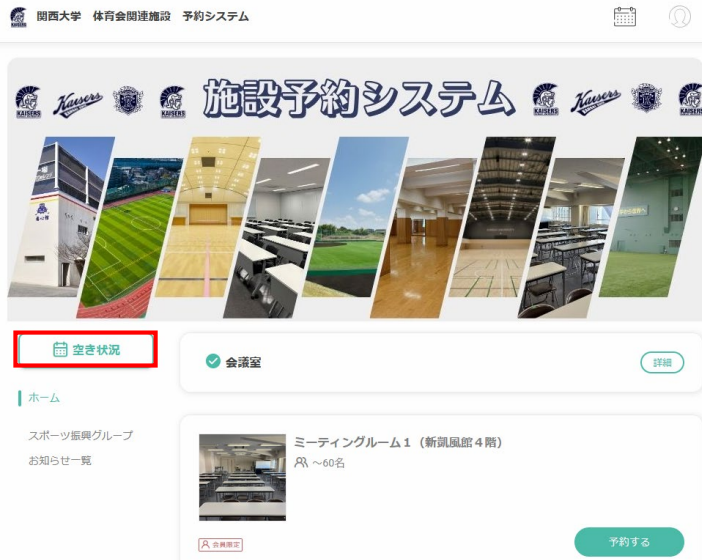 関西大学 体育会関連施設 予約システム
KAISERS Kaisers KAISERS 施設予約システム KAISERS Kaisers KAISERS
空き状況
会議室
詳細
ホーム
スポーツ振興グループ
お知らせ一覧
ミーティングルーム1（新凱風館4階）
～60名
会員限定
予約する